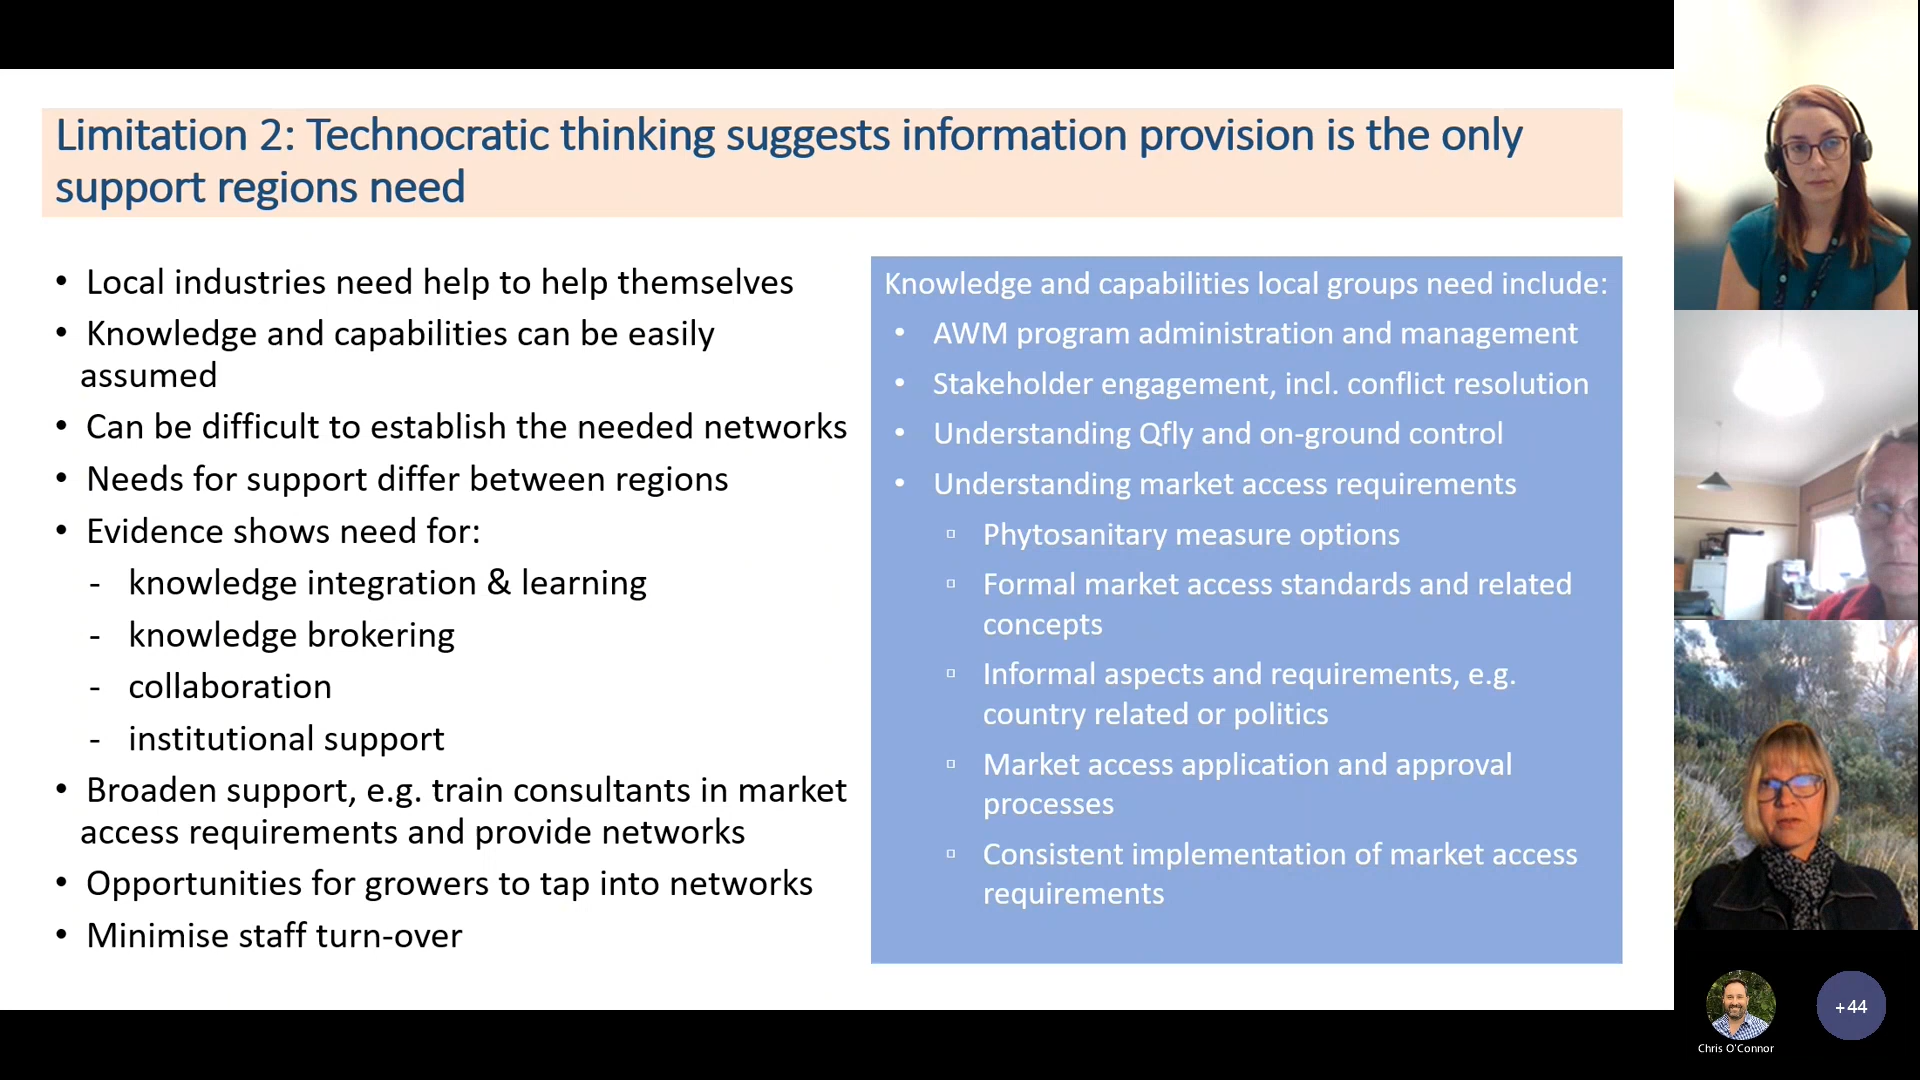 Limitation 2: Technocratic thinking suggests information provision is the only
support regions need
• Local industries need help to help themselves
• Knowledge and capabilities can be easily
assumed
• Can be difficult to establish the needed networks
• Needs for support differ between regions
• Evidence shows need for:
- knowledge integration & learning
- knowledge brokering
- collaboration
- institutional support
• Broaden support, e.g. train consultants in market
access requirements and provide networks
• Opportunities for growers to tap into networks
• Minimise staff turn-over
Knowledge and capabilities local groups need include:
• AWM program administration and management
• Stakeholder engagement, incl. conflict resolution
• Understanding Qfly and on-ground control
• Understanding market access requirements
▫ Phytosanitary measure options
▫ Formal market access standards and related
concepts
▫ Informal aspects and requirements, e.g.
country related or politics
▫ Market access application and approval
processes
▫ Consistent implementation of market access
requirements
+44
Chris O'Connor